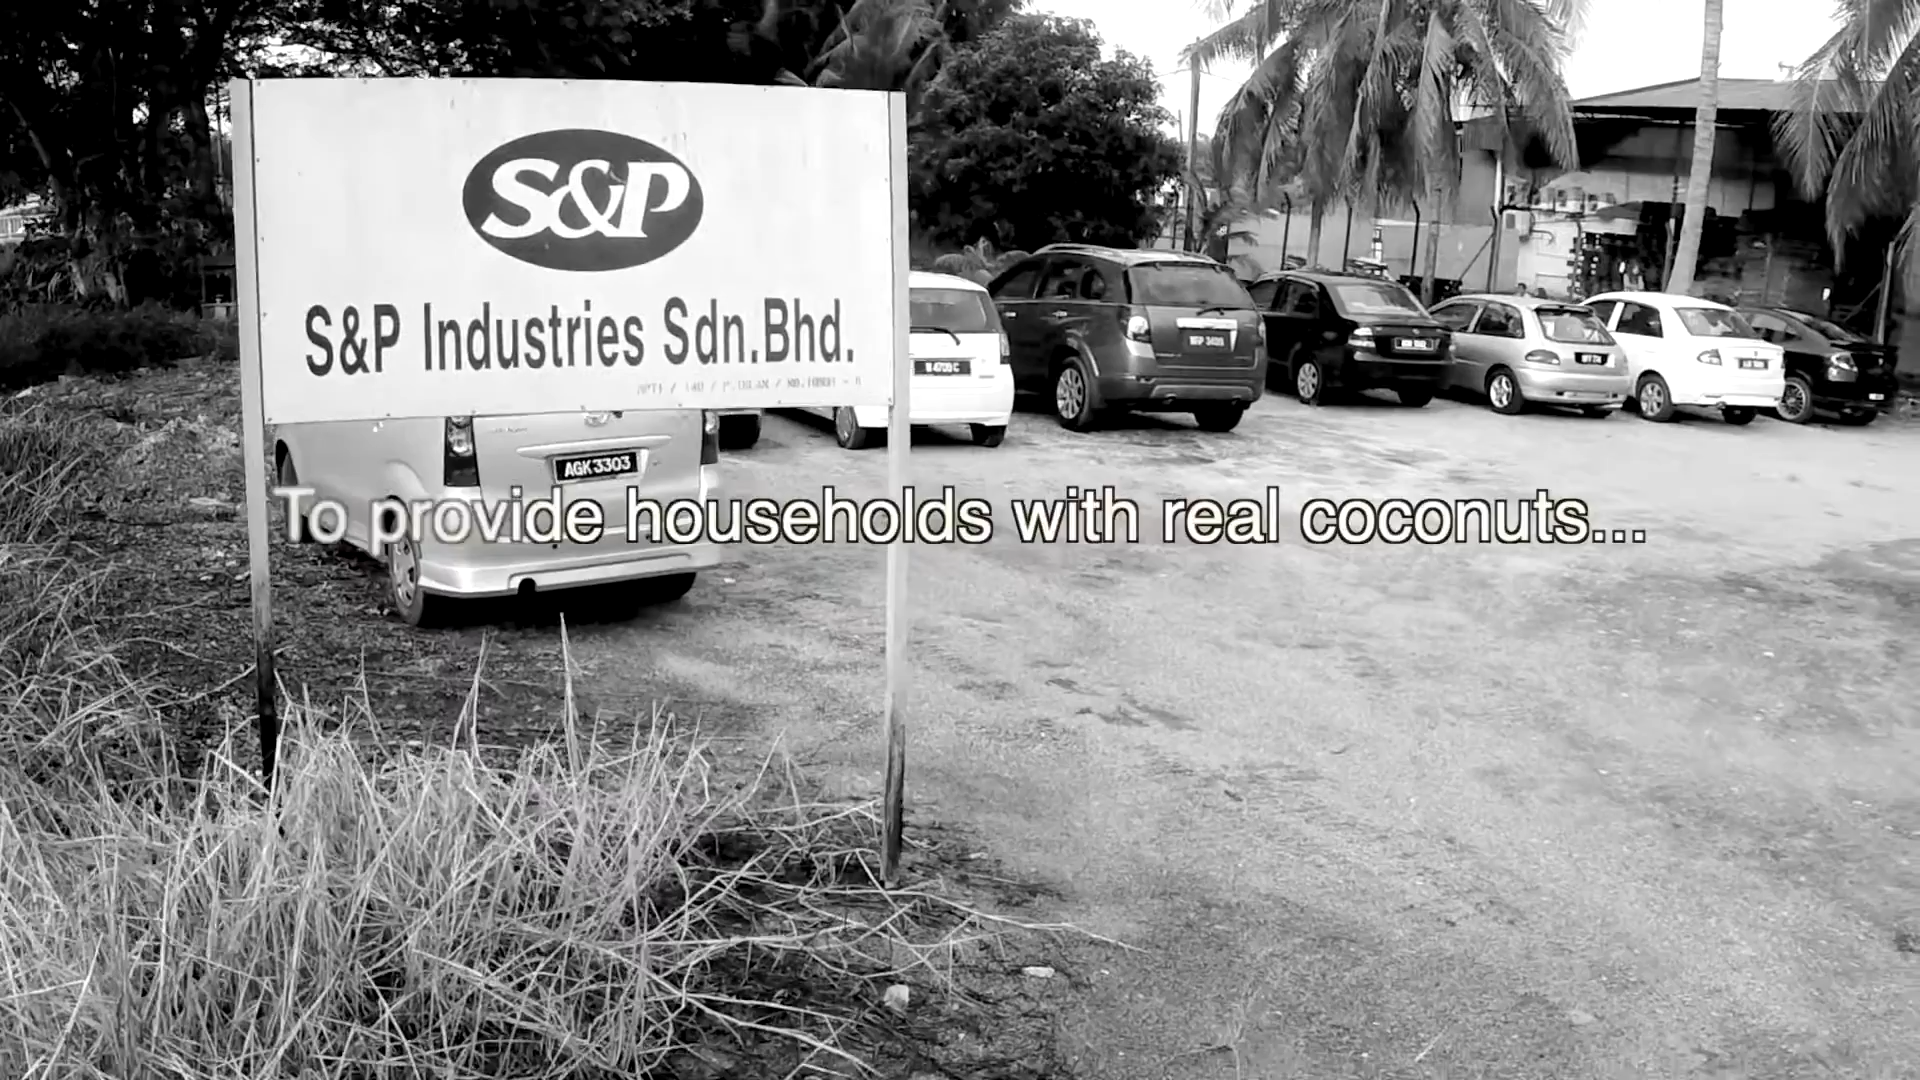 S&P
S&P Industries Sdn.Bhd.
AGK 3303
To provide households with real coconuts...